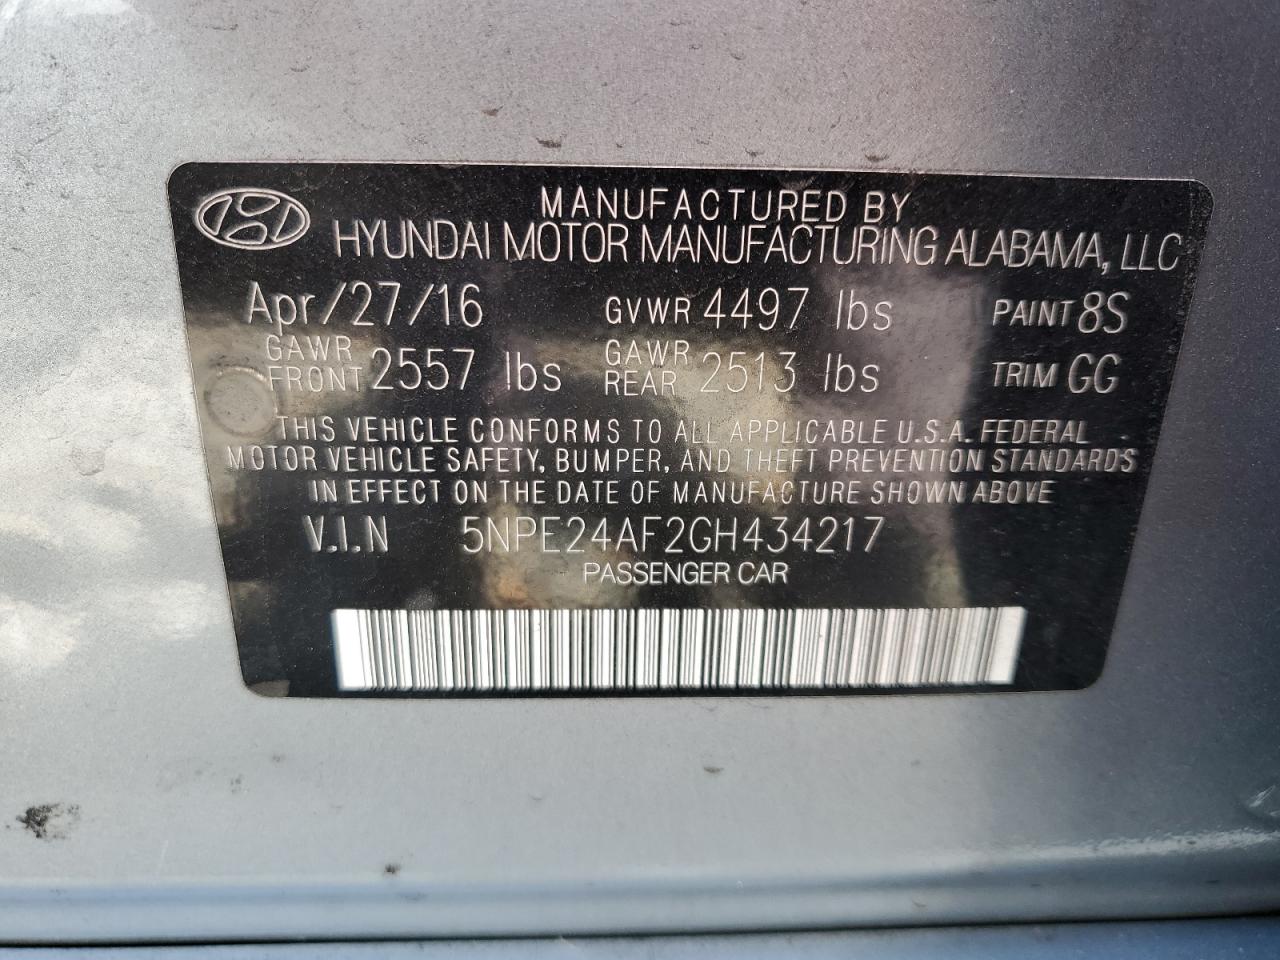 MANUFACTURED BY
HYUNDAI MOTOR MANUFACTURING ALABAMA, LLC
Apr/27/16 GVWR 4497 lbs PAINT 8S
GAWR FRONT 2557 lbs GAWR REAR 2513 lbs TRIM GG
THIS VEHICLE CONFORMS TO ALL APPLICABLE U.S.A. FEDERAL
MOTOR VEHICLE SAFETY, BUMPER, AND THEFT PREVENTION STANDARDS
IN EFFECT ON THE DATE OF MANUFACTURE SHOWN ABOVE
V.I.N 5NPE24AF2GH434217
PASSENGER CAR